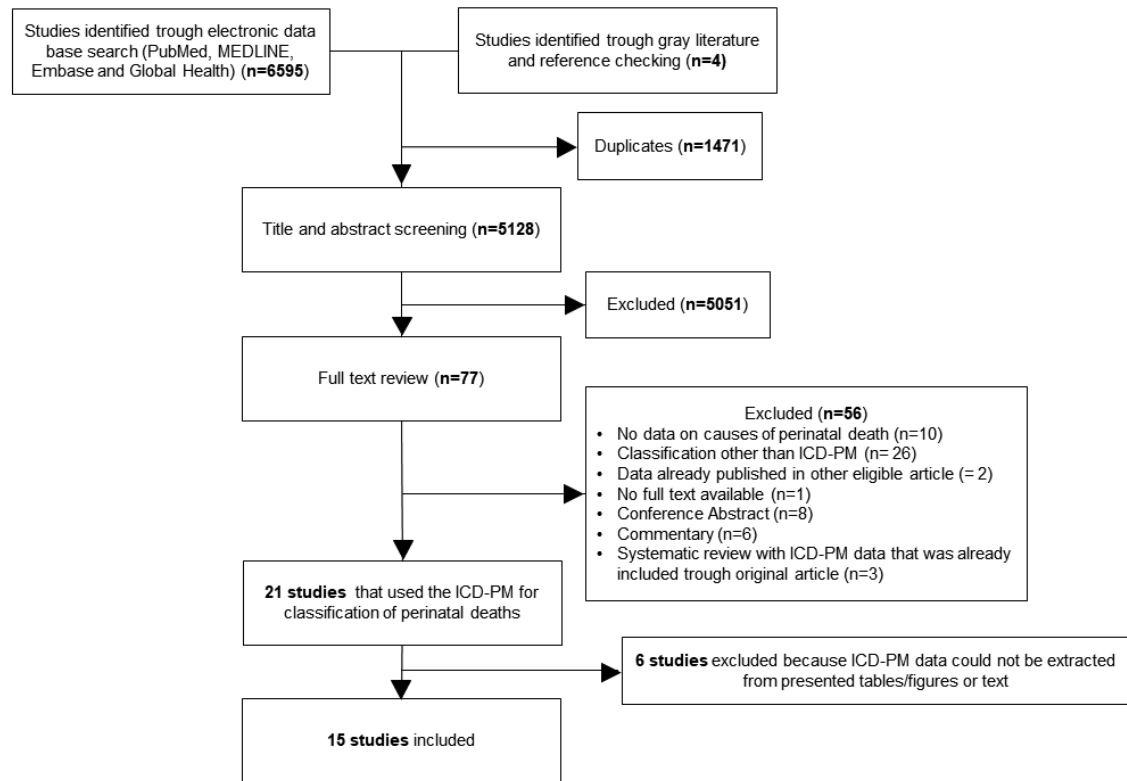 Studies identified trough electronic data
base search (PubMed, MEDLINE,
Embase and Global Health) (n=6595)
Studies identified trough gray literature
and reference checking (n=4)
Duplicates (n=1471)
Title and abstract screening (n=5128)
Excluded (n=5051)
Full text review (n=77)
Excluded (n=56)
• No data on causes of perinatal death (n=10)
• Classification other than ICD-PM (n= 26)
• Data already published in other eligible article (= 2)
• No full text available (n=1)
• Conference Abstract (n=8)
• Commentary (n=6)
• Systematic review with ICD-PM data that was already
included trough original article (n=3)
21 studies that used the ICD-PM for
classification of perinatal deaths
6 studies excluded because ICD-PM data could not be extracted
from presented tables/figures or text
15 studies included